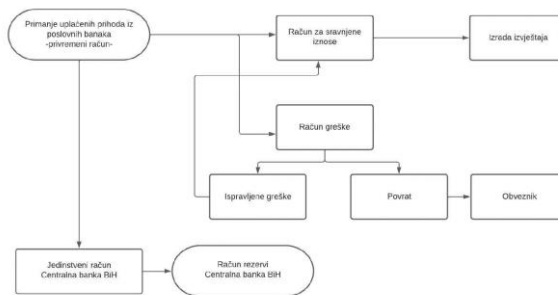 Primanje uplaćenih prihoda iz
poslovnih banaka
-privremeni račun-
Račun za sravnjene
iznose
Izrada izvještaja
Račun greške
Ispravljene greške
Povrat
Obveznik
Jedinstveni račun
Centralna banka BiH
Račun rezervi
Centralna banka BiH